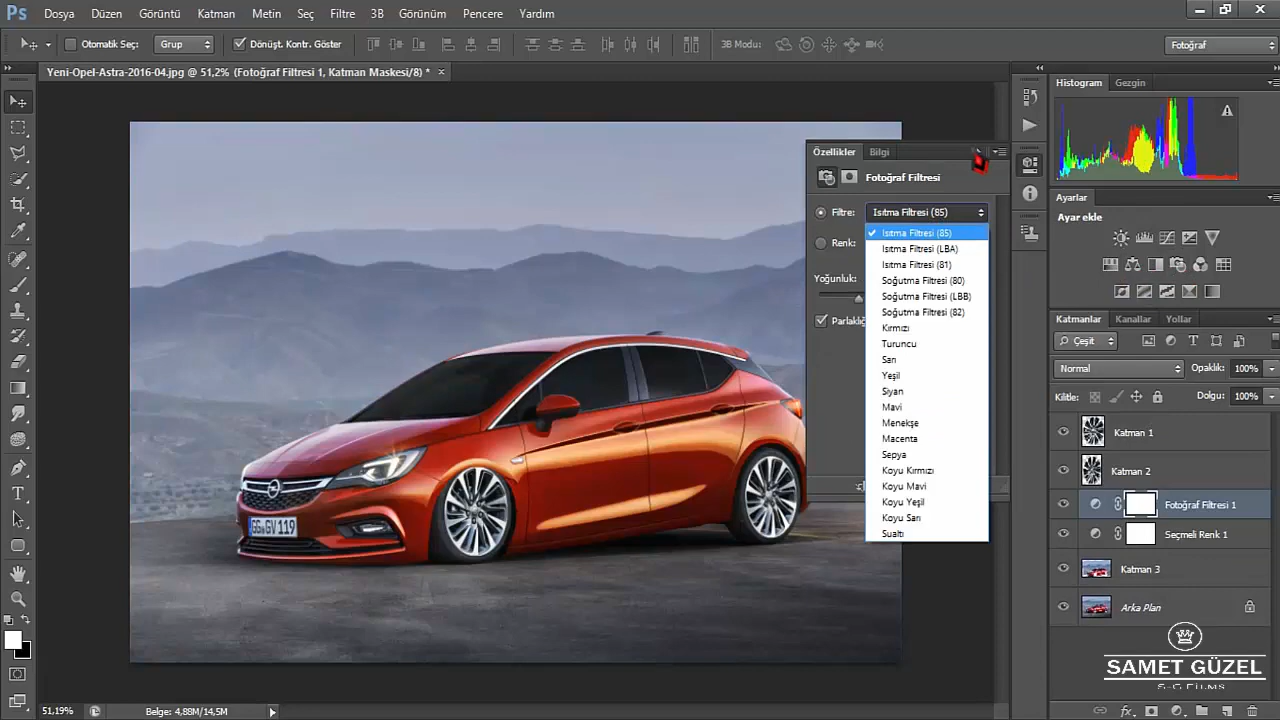 Ps Dosya Düzen Görüntü Katman Metin Seç Filtre 3B Görünüm Pencere Yardım
Otomatik Seç: Grup Dönüşt. Kontr. Göster 3B Modu: Fotoğraf
Yeni-Opel-Astra-2016-04.jpg @ 51,2% (Fotoğraf Filtresi 1, Katman Maskesi/8) *
Histogram Gezgin
Özellikler Bilgi
Fotoğraf Filtresi
Filtre: Isıtma Filtresi (85)
Isıtma Filtresi (85)
Renk: Isıtma Filtresi (LBA)
Isıtma Filtresi (81)
Yoğunluk: Soğutma Filtresi (80)
Soğutma Filtresi (LBB)
Soğutma Filtresi (82)
Kırmızı
Turuncu
Sarı
Yeşil
Siyan
Mavi
Menekşe
Macenta
Sepya
Koyu Kırmızı
Koyu Mavi
Koyu Yeşil
Koyu Sarı
Sualtı
Ayarlar
Ayar ekle
Katmanlar Kanallar Yollar
Çeşit
Normal Opaklık: 100%
Kilitle: Dolgu: 100%
Katman 1
Katman 2
Fotoğraf Filtresi 1
Seçmeli Renk 1
Katman 3
Arka Plan
GG GV 119
SAMET GÜZEL
S-G FILMS
51,19% Belge: 4,88M/14,5M